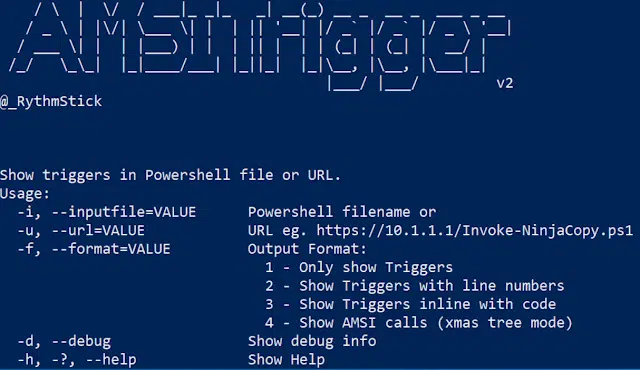 AMSITrigger
v2
@_RythmStick
Show triggers in Powershell file or URL.
Usage:
-i, --inputfile=VALUE Powershell filename or
-u, --url=VALUE URL eg. https://10.1.1.1/Invoke-NinjaCopy.ps1
-f, --format=VALUE Output Format:
1 - Only show Triggers
2 - Show Triggers with line numbers
3 - Show Triggers inline with code
4 - Show AMSI calls (xmas tree mode)
-d, --debug Show debug info
-h, -?, --help Show Help